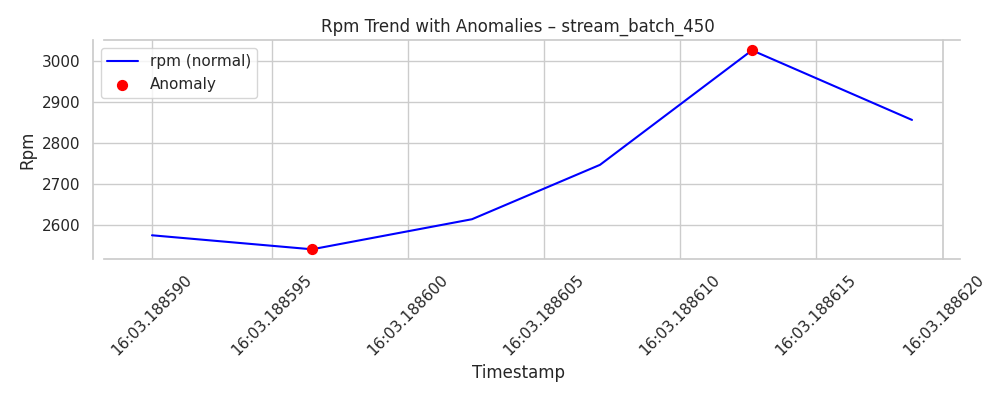 Rpm Trend with Anomalies – stream_batch_450
rpm (normal)
Anomaly
Rpm
3000
2900
2800
2700
2600
16:03.188590
16:03.188595
16:03.188600
16:03.188605
16:03.188610
16:03.188615
16:03.188620
Timestamp